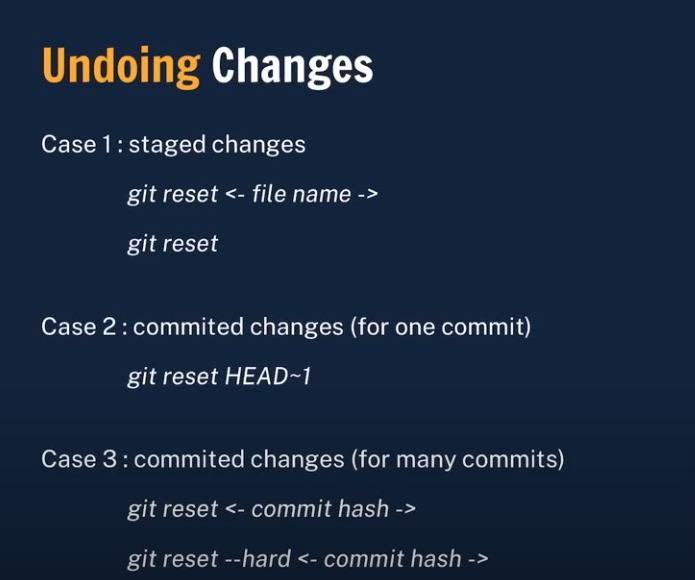 Undoing Changes
Case 1 : staged changes
git reset <- file name ->
git reset
Case 2 : commited changes (for one commit)
git reset HEAD~1
Case 3 : commited changes (for many commits)
git reset <- commit hash ->
git reset --hard <- commit hash ->